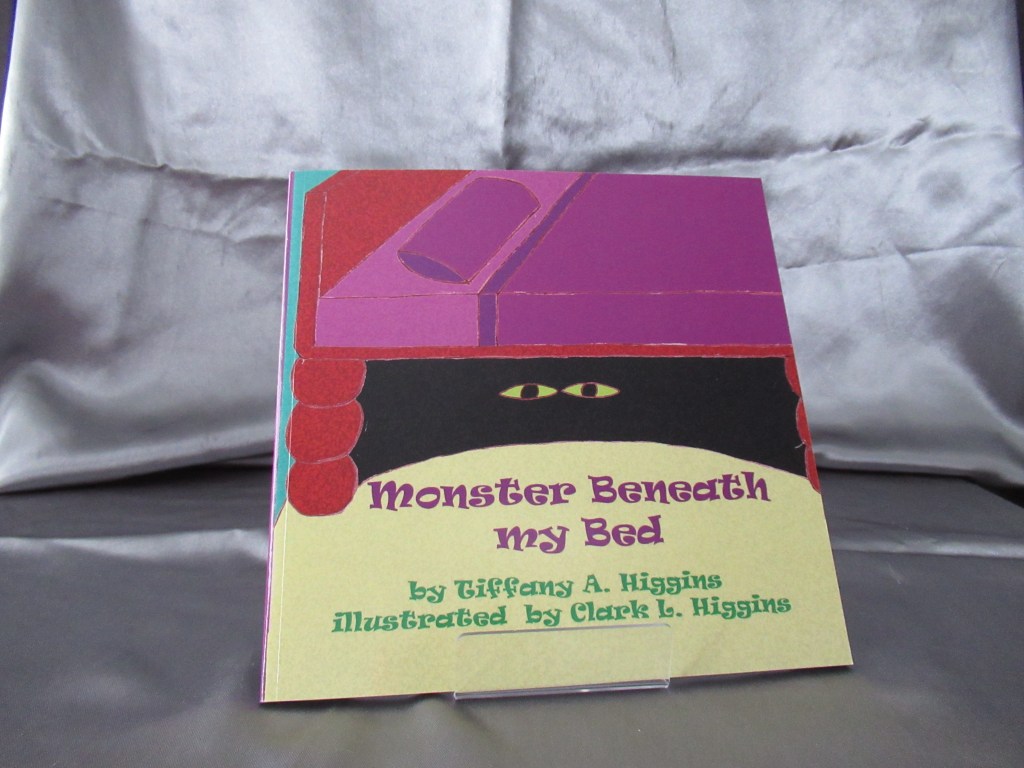 Monster Beneath
my Bed
by Tiffany A. Higgins
illustrated by Clark L. Higgins